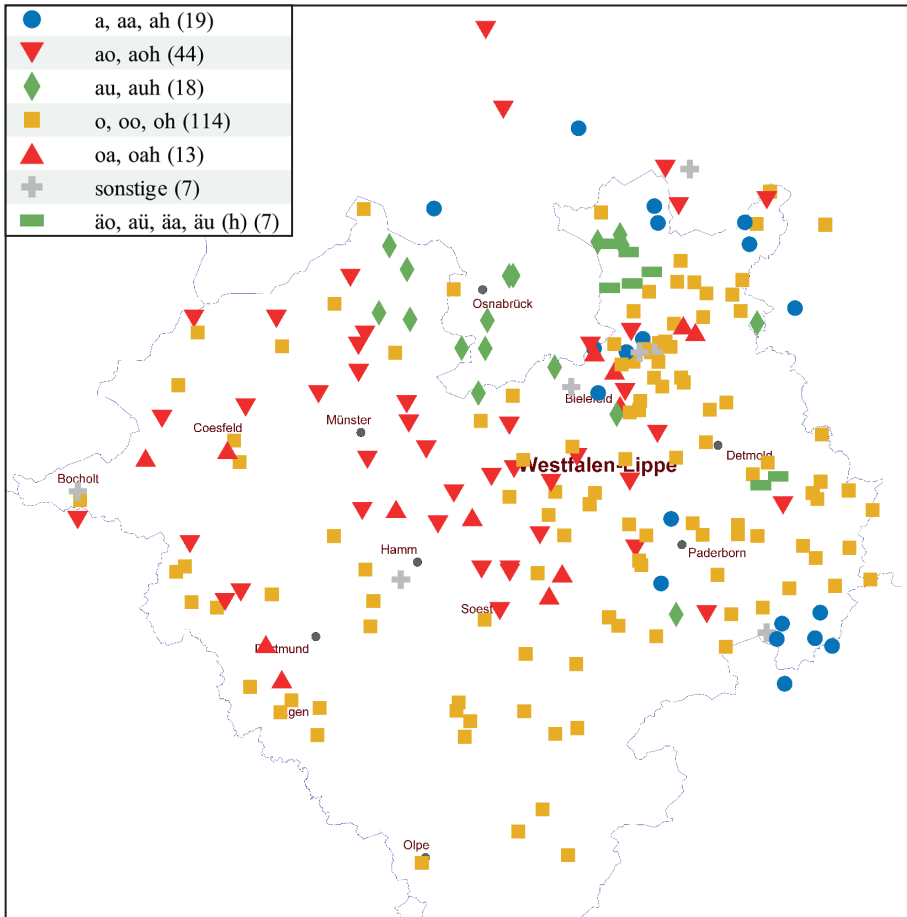 a, aa, ah (19)
ao, aoh (44)
au, auh (18)
o, oo, oh (114)
oa, oah (13)
sonstige (7)
äo, aü, äa, äu (h) (7)
Osnabrück
Bielefeld
Münster
Coesfeld
Westfalen-Lippe
Detmold
Bocholt
Hamm
Paderborn
Soest
gen
Olpe